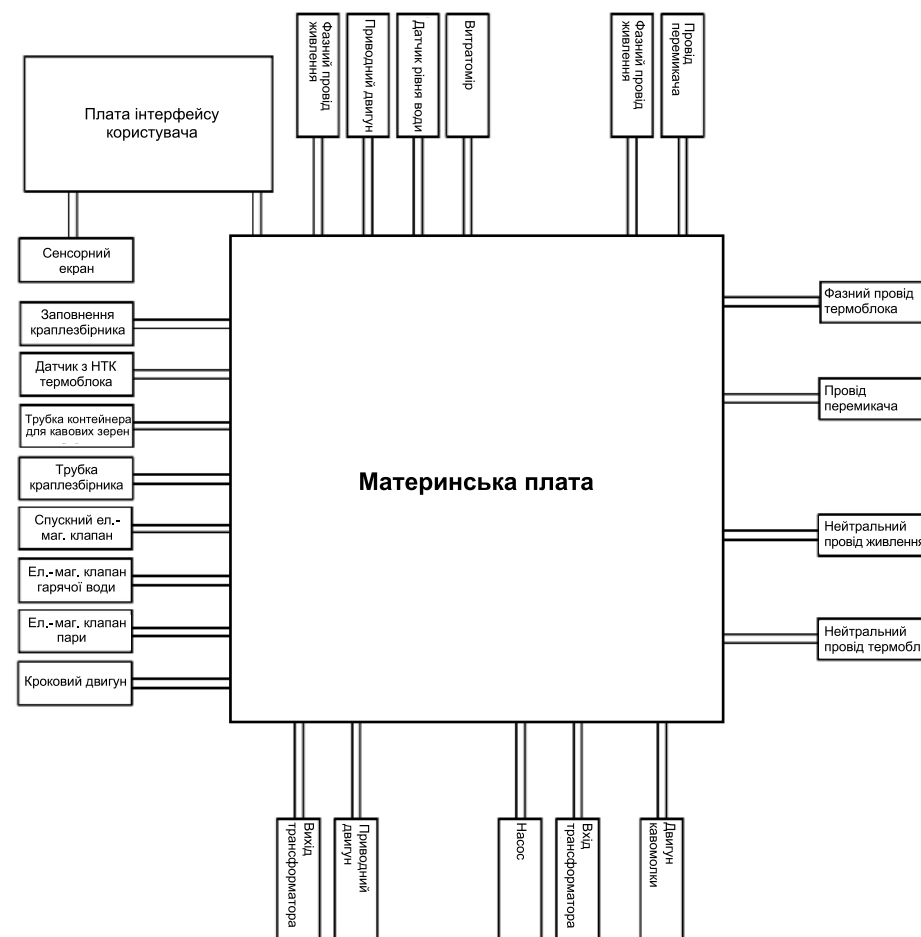 Фазний провід
живлення
Приводний двигун
Датчик рівня води
Витратомір
Фазний провід
живлення
Провід
перемикача
Плата інтерфейсу
користувача
Сенсорний
екран
Заповнення
краплезбірника
Датчик з НТК
термоблока
Трубка контейнера
для кавових зерен
Трубка
краплезбірника
Спускний ел.-
маг. клапан
Ел.-маг. клапан
гарячої води
Ел.-маг. клапан
пари
Кроковий двигун
Материнська плата
Фазний провід
термоблока
Провід
перемикача
Нейтральний
провід живлення
Нейтральний
провід термобл
Вихід
трансформатора
Приводний
двигун
Насос
Вхід
трансформатора
Двигун
кавомолки